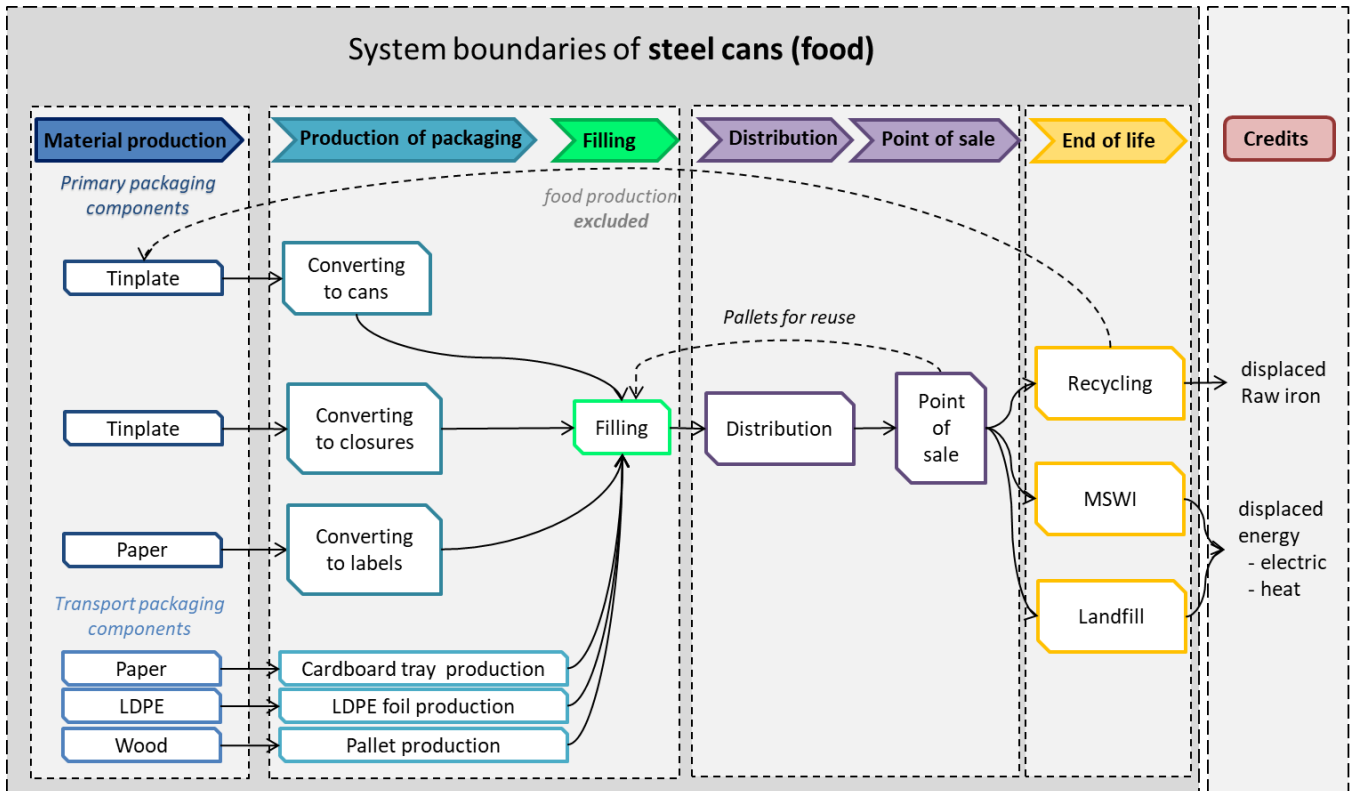 System boundaries of steel cans (food)
Material production
Production of packaging
Filling
Distribution
Point of sale
End of life
Credits
Primary packaging
components
food production
excluded
Tinplate
Converting
to cans
Pallets for reuse
Tinplate
Converting
to closures
Filling
Distribution
Point
of
sale
Recycling
displaced
Raw iron
MSWI
displaced
energy
- electric
- heat
Paper
Converting
to labels
Landfill
Transport packaging
components
Paper
Cardboard tray production
LDPE
LDPE foil production
Wood
Pallet production